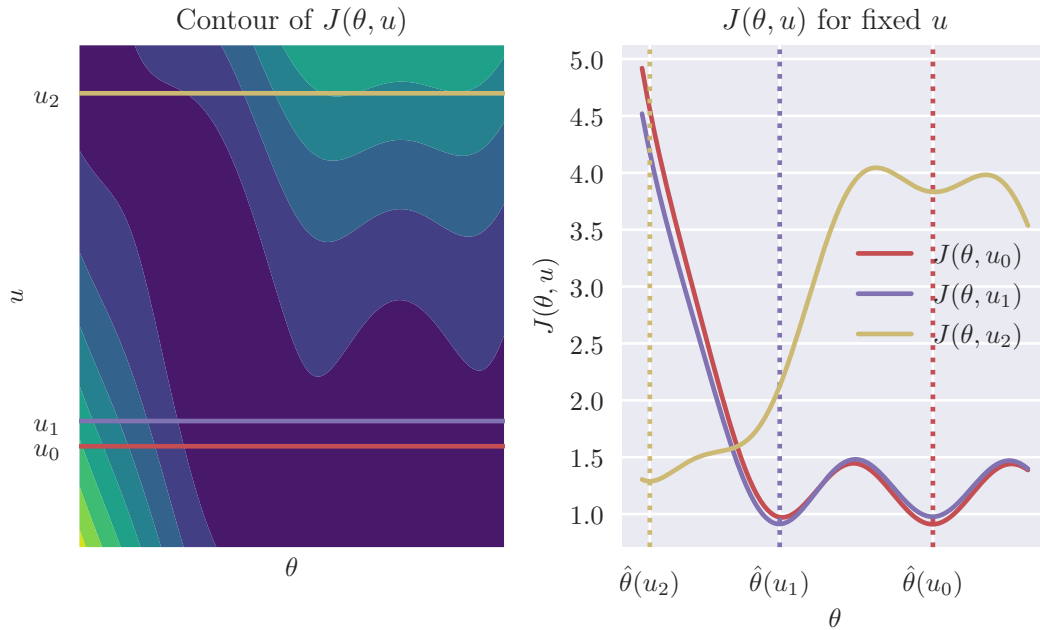 Contour of J(θ, u)
u₂
u
u₁
u₀
θ
J(θ, u) for fixed u
5.0
4.5
4.0
3.5
3.0
2.5
2.0
1.5
1.0
J(θ, u)
J(θ, u₀)
J(θ, u₁)
J(θ, u₂)
θ̂(u₂)
θ̂(u₁)
θ̂(u₀)
θ